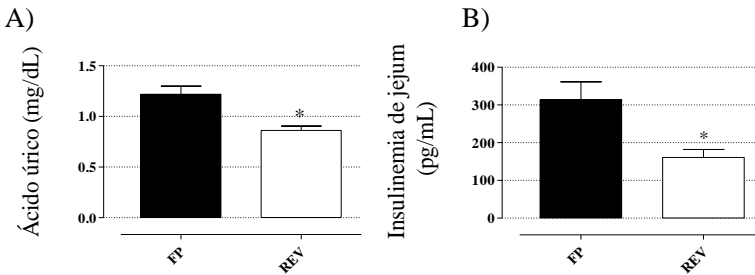 A)
Ácido úrico (mg/dL)
1.5
1.0
0.5
0.0
*
FP
REV
B)
Insulinemia de jejum
(pg/mL)
400
300
200
100
0
*
FP
REV